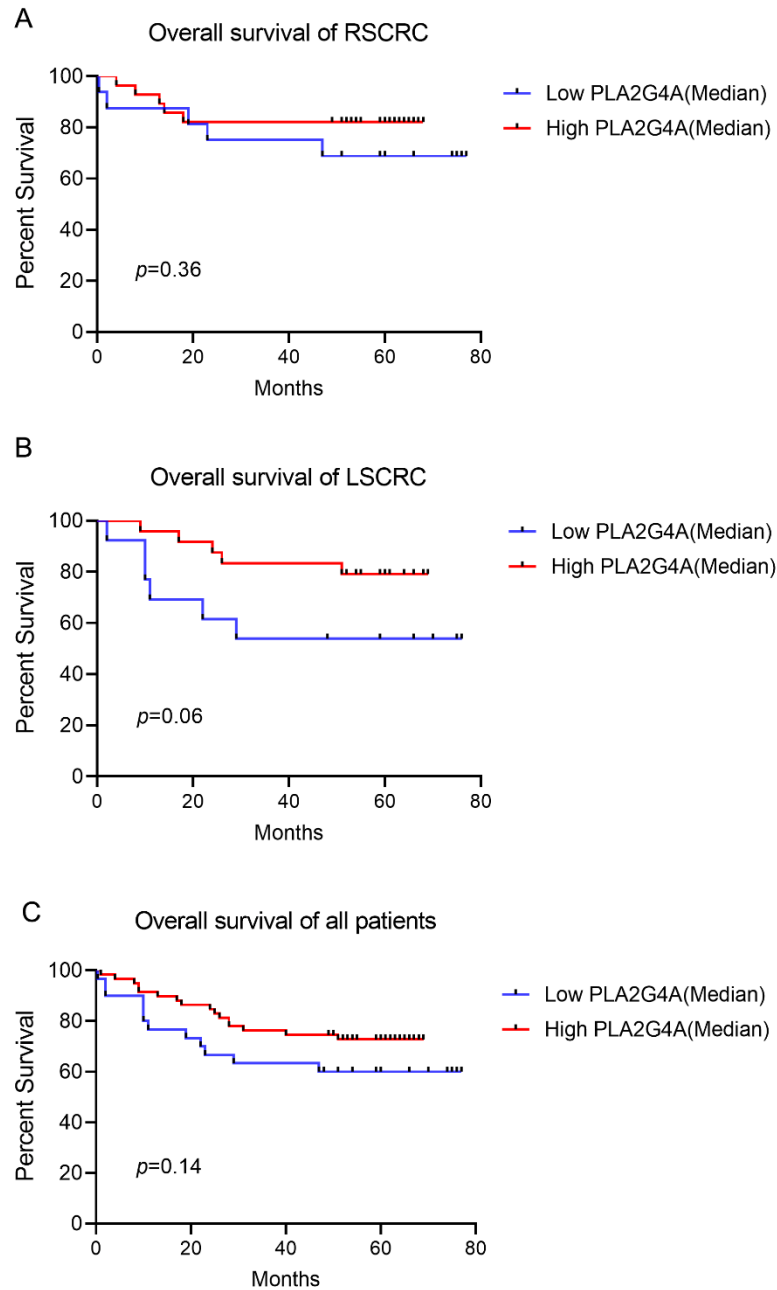 A
Overall survival of RSCRC
100
80
60
40
20
0
Percent Survival
p=0.36
0 20 40 60 80
Months
Low PLA2G4A(Median)
High PLA2G4A(Median)
B
Overall survival of LSCRC
100
80
60
40
20
0
Percent Survival
p=0.06
0 20 40 60 80
Months
Low PLA2G4A(Median)
High PLA2G4A(Median)
C
Overall survival of all patients
100
80
60
40
20
0
Percent Survival
p=0.14
0 20 40 60 80
Months
Low PLA2G4A(Median)
High PLA2G4A(Median)